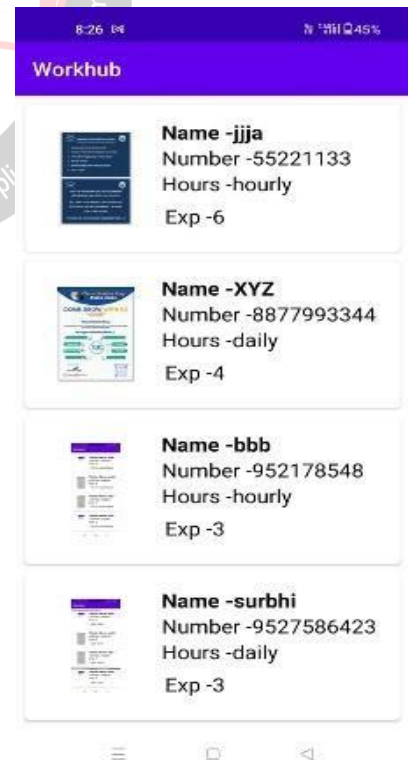 8:26
45%
Workhub
Name -jjja
Number -55221133
Hours -hourly
Exp -6
Name -XYZ
Number -8877993344
Hours -daily
Exp -4
Name -bbb
Number -952178548
Hours -hourly
Exp -3
Name -surbhi
Number -9527586423
Hours -daily
Exp -3